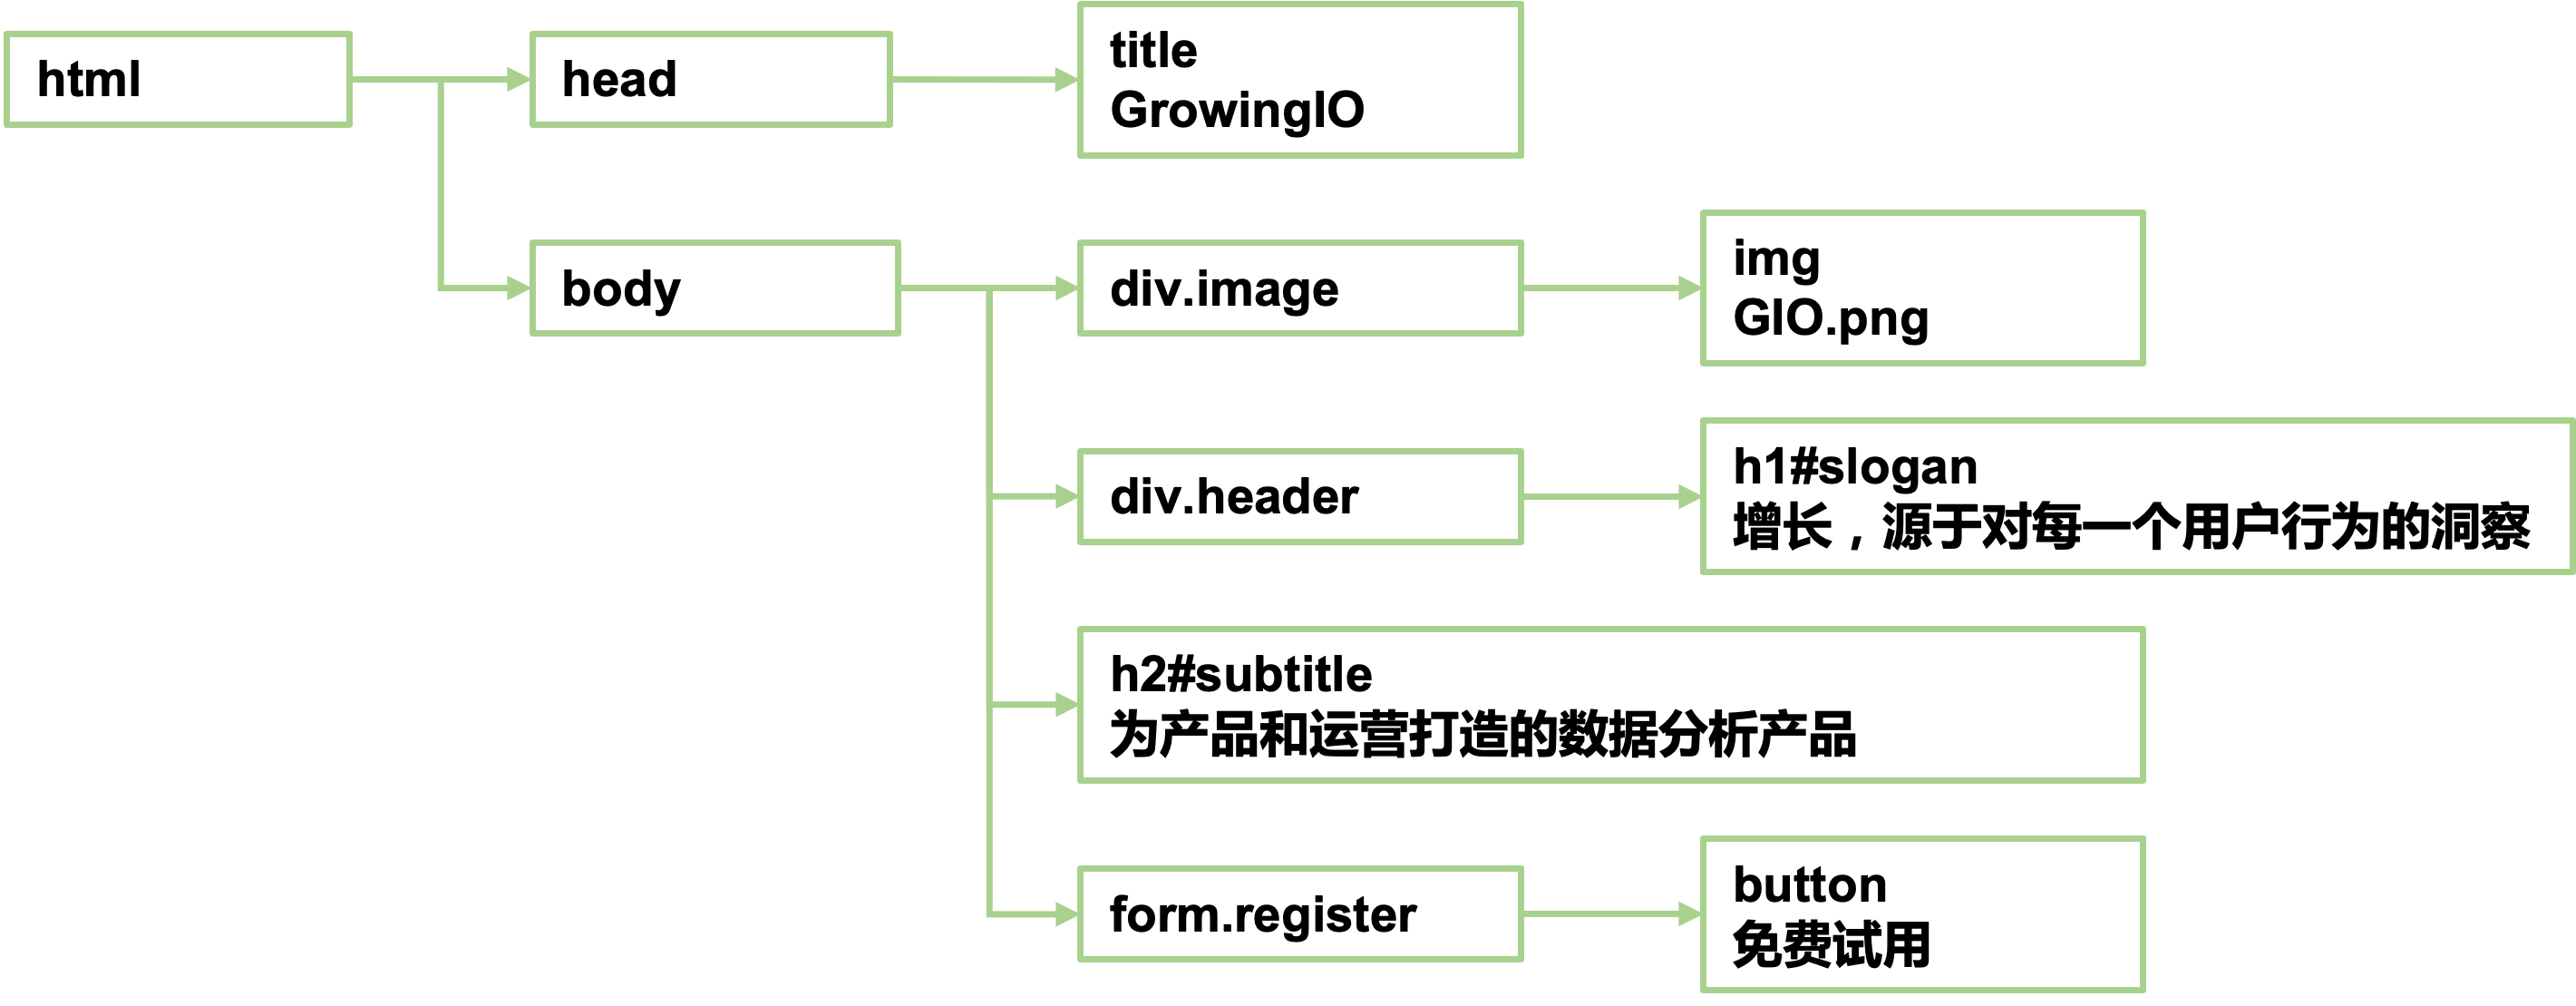 html
head
title
GrowingIO
body
div.image
img
GIO.png
div.header
h1#slogan
增长，源于对每一个用户行为的洞察
h2#subtitle
为产品和运营打造的数据分析产品
form.register
button
免费试用